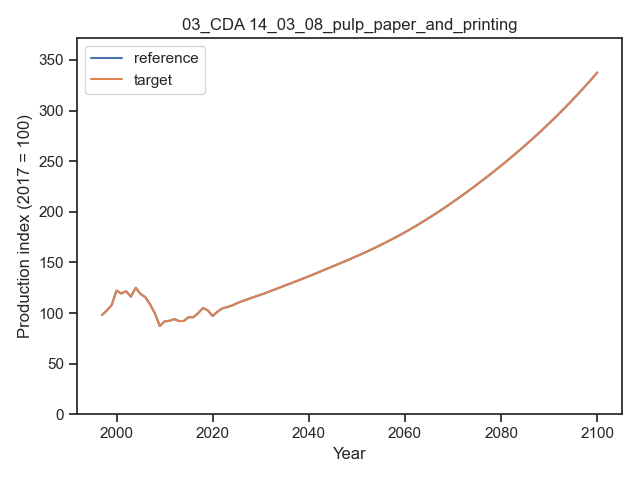 03_CDA 14_03_08_pulp_paper_and_printing
reference
target
Production index (2017 = 100)
350
300
250
200
150
100
50
0
2000 2020 2040 2060 2080 2100
Year